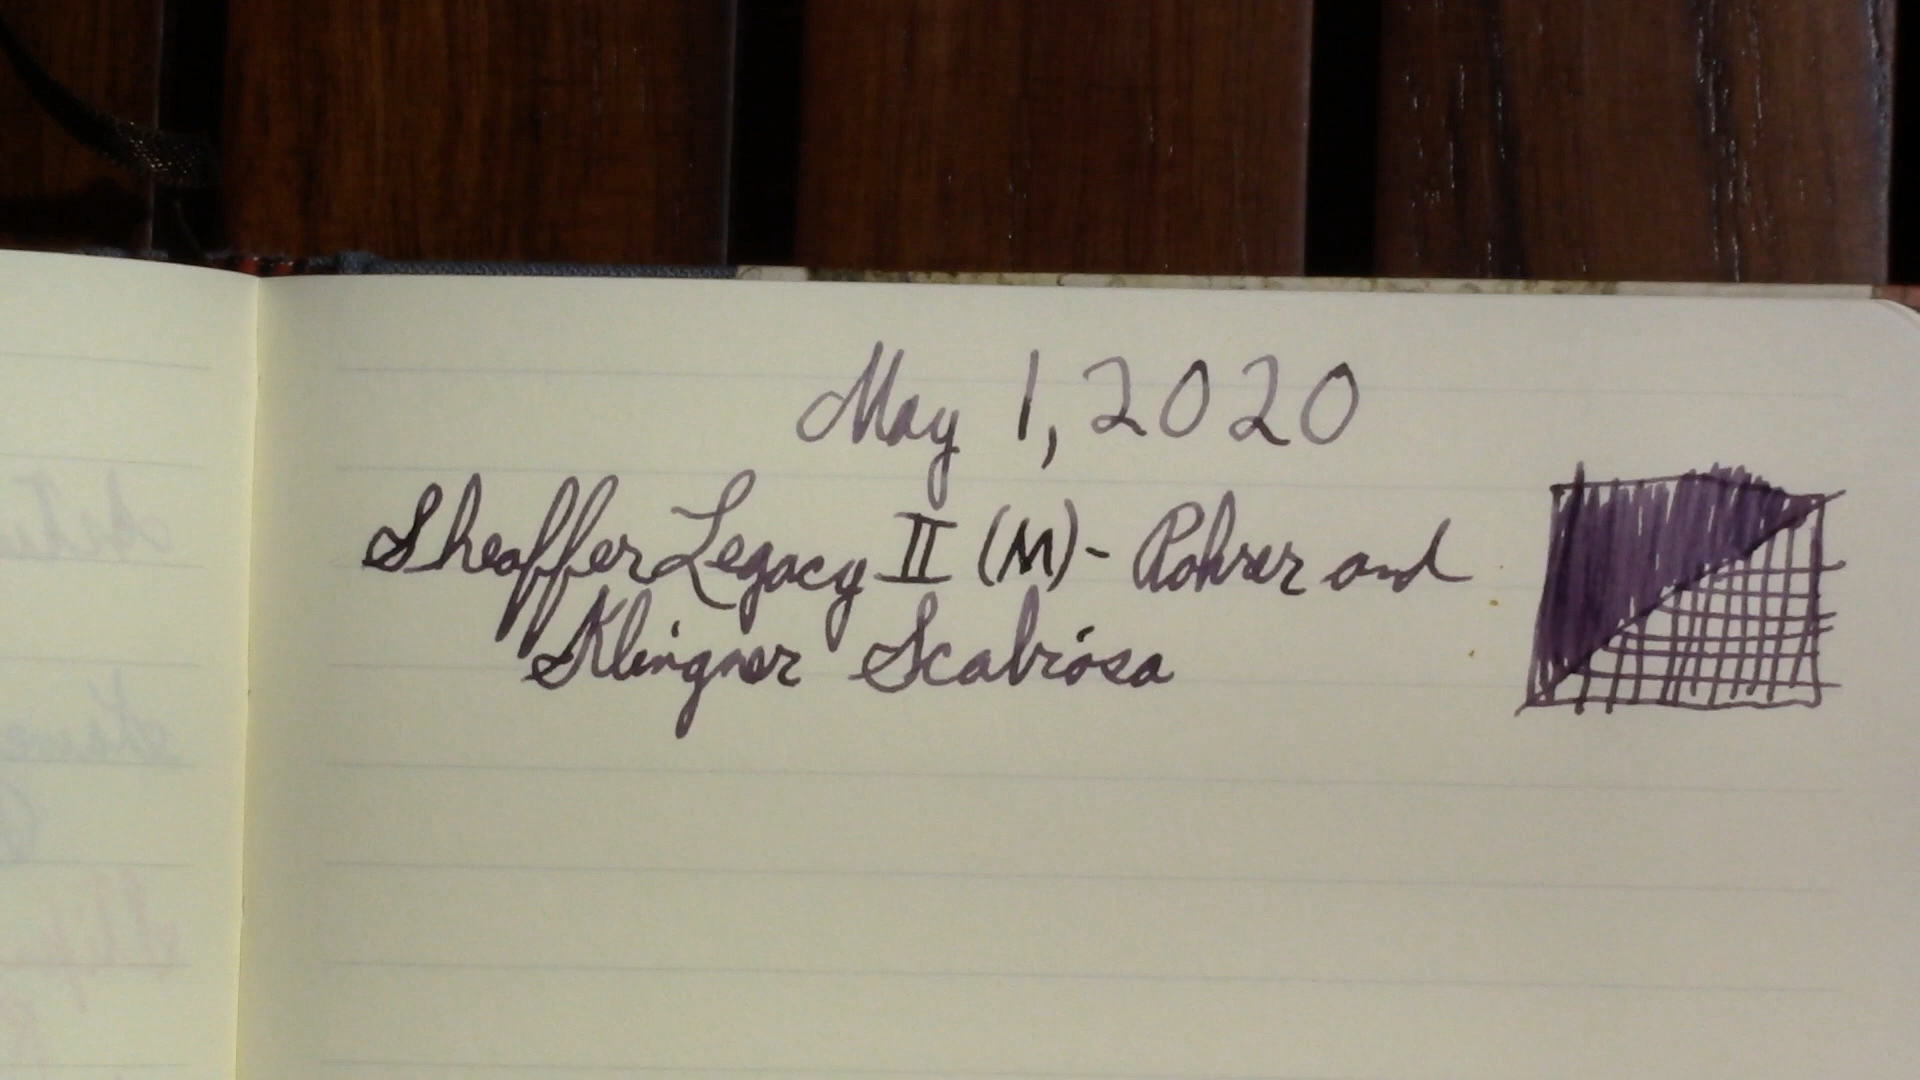 May 1, 2020
Sheaffer Legacy II (M) - Rohrer and
Klingner Scabiosa